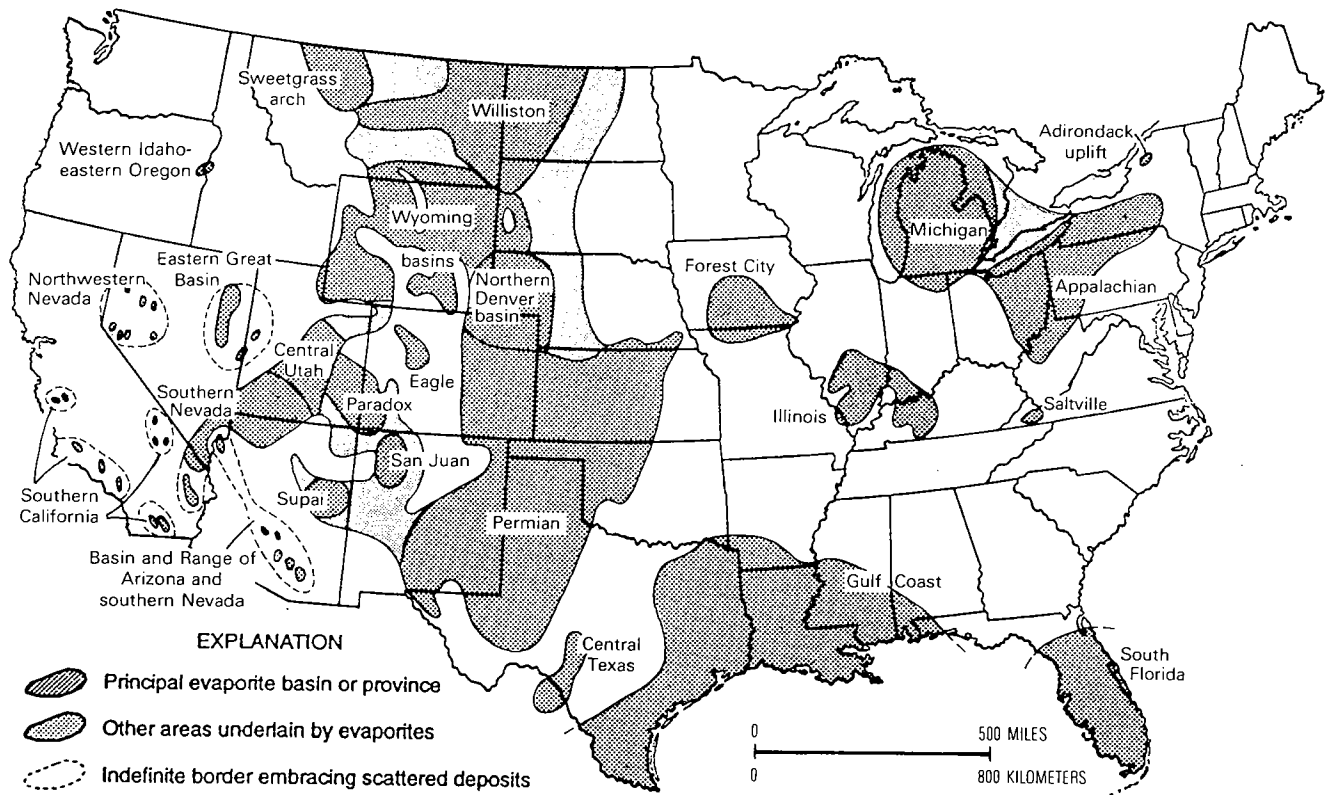 Sweetgrass
arch
Williston
Western Idaho-
eastern Oregon
Adirondack
uplift
Wyoming
basins
Michigan
Northwestern
Nevada
Eastern Great
Basin
Northern
Denver
basin
Forest City
Appalachian
Central
Utah
Eagle
Southern
Nevada
Paradox
Illinois
Saltville
San Juan
Supai
Southern
California
Permian
Basin and Range of
Arizona and
southern Nevada
Gulf Coast
Central
Texas
South
Florida
EXPLANATION
Principal evaporite basin or province
Other areas underlain by evaporites
Indefinite border embracing scattered deposits
0 500 MILES
0 800 KILOMETERS